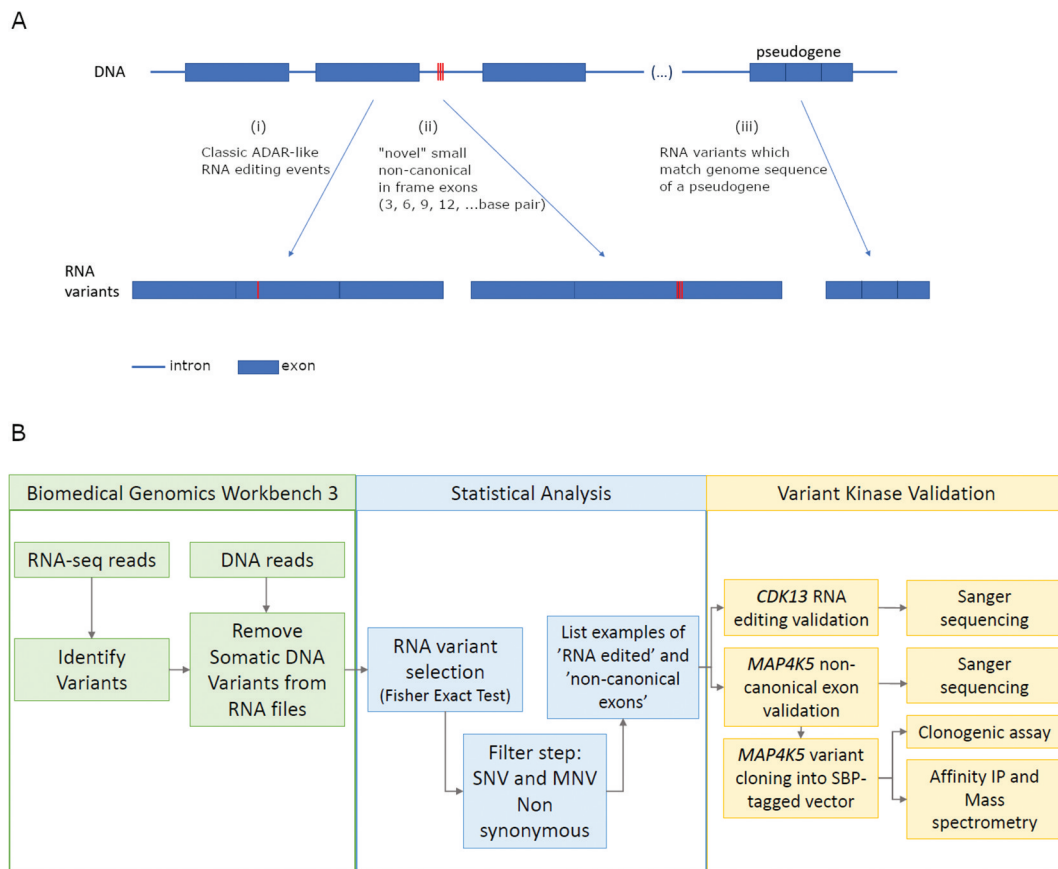 A
pseudogene
DNA
(...)
(i)
Classic ADAR-like
RNA editing events
(ii)
"novel" small
non-canonical
in frame exons
(3, 6, 9, 12, ...base pair)
(iii)
RNA variants which
match genome sequence
of a pseudogene
RNA
variants
intron
exon
B
Biomedical Genomics Workbench 3
RNA-seq reads
DNA reads
Identify
Variants
Remove
Somatic DNA
Variants from
RNA files
Statistical Analysis
RNA variant
selection
(Fisher Exact Test)
Filter step:
SNV and MNV
Non
synonymous
List examples of
'RNA edited' and
'non-canonical
exons'
Variant Kinase Validation
CDK13 RNA
editing validation
Sanger
sequencing
MAP4K5 non-
canonical exon
validation
Sanger
sequencing
MAP4K5 variant
cloning into SBP-
tagged vector
Clonogenic assay
Affinity IP and
Mass
spectrometry